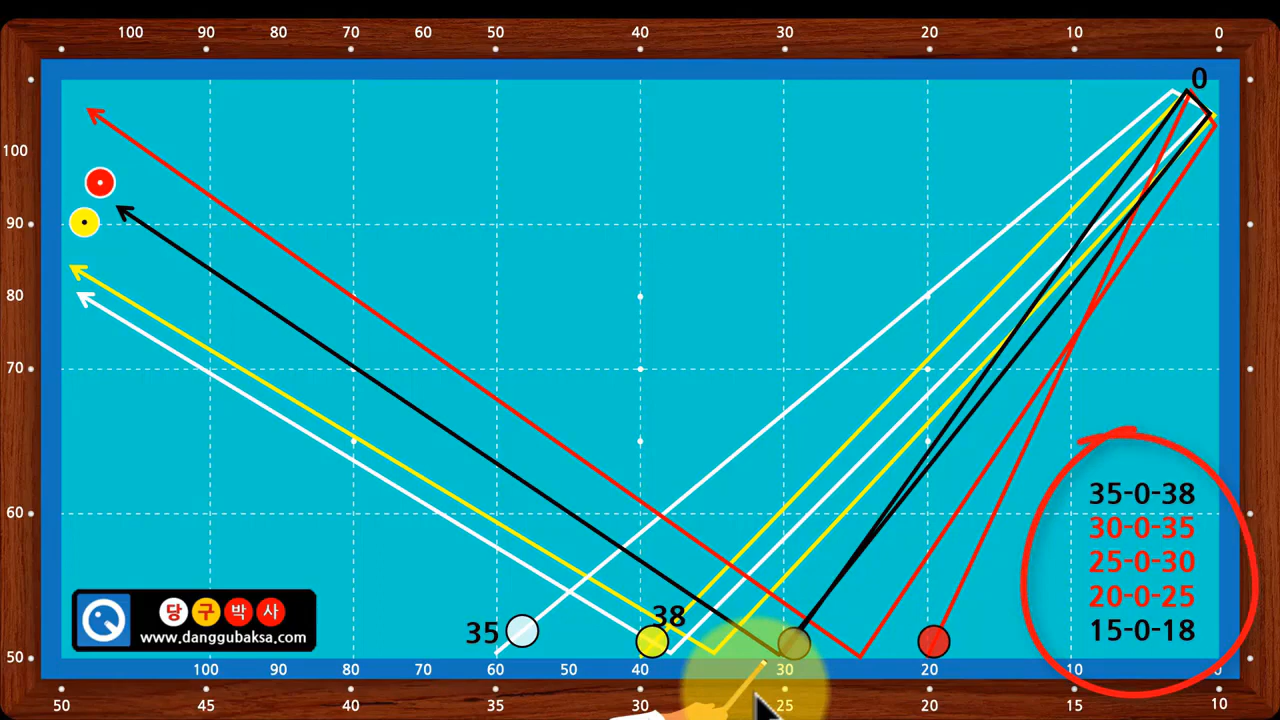 100 90 80 70 60 50 40 30 20 10 0
0
100
90
80
70
60
50
35-0-38
30-0-35
25-0-30
20-0-25
15-0-18
38
35
당구박사
www.danggubaksa.com
100 90 80 70 60 50 40 30 20 10
50 45 40 35 30 25 20 15 10